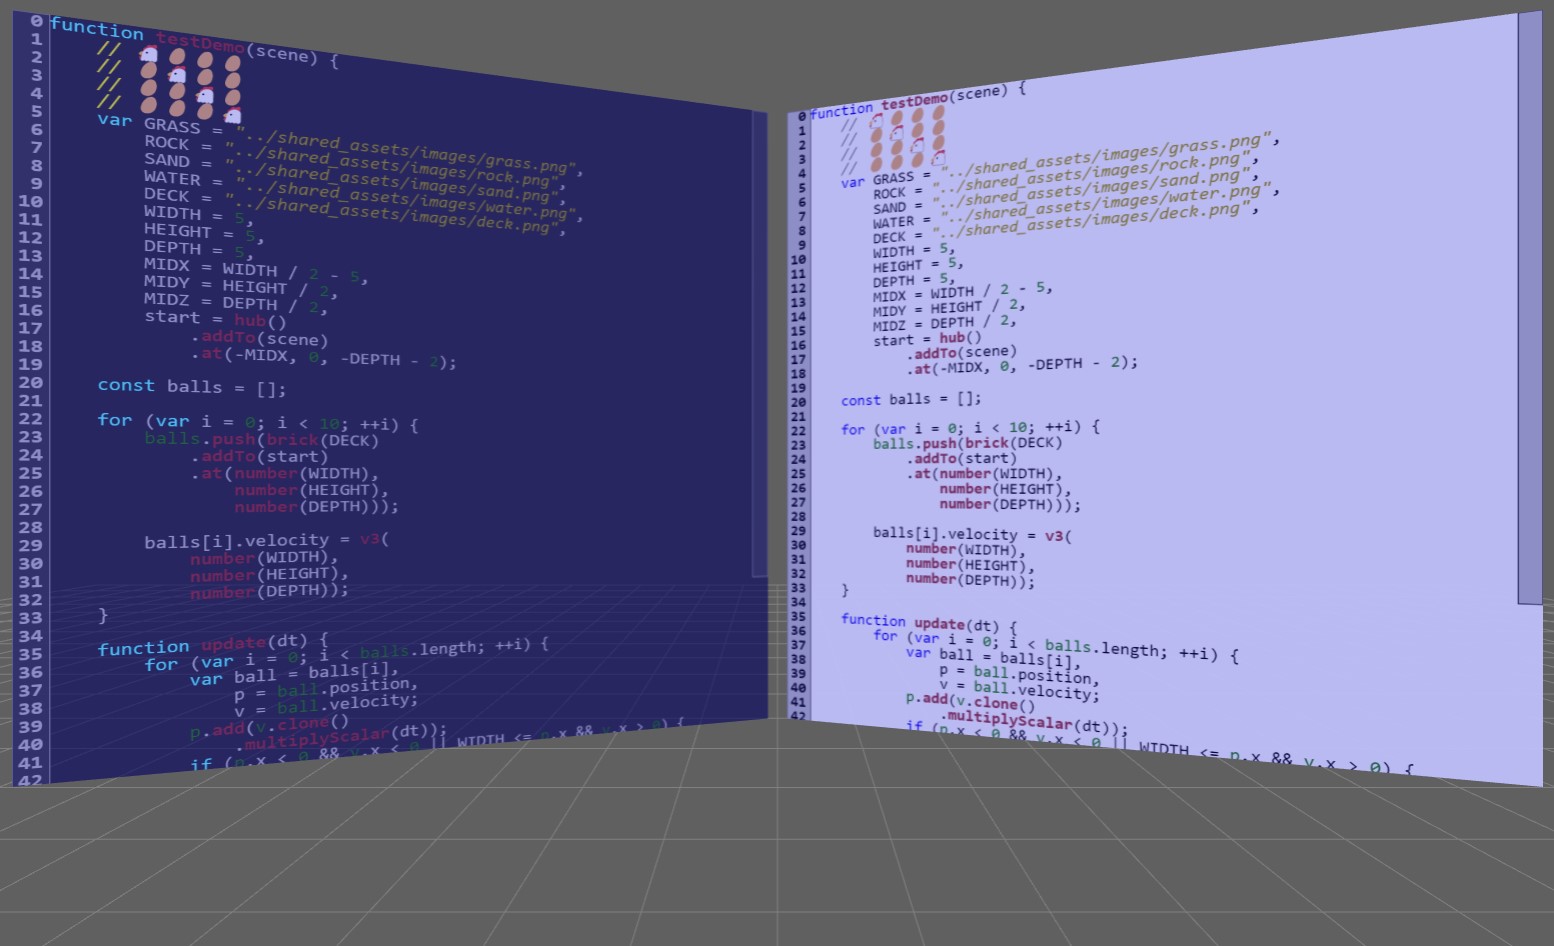 0 function testDemo(scene) {
1 // 🐔 🥚 🥚 🥚
2 // 🥚 🐔 🥚 🥚
3 // 🥚 🥚 🐔 🥚
4 // 🥚 🥚 🥚 🐔
5 var GRASS = "../shared_assets/images/grass.png",
6 ROCK = "../shared_assets/images/rock.png",
7 SAND = "../shared_assets/images/sand.png",
8 WATER = "../shared_assets/images/water.png",
9 DECK = "../shared_assets/images/deck.png",
10 WIDTH = 5,
11 HEIGHT = 5,
12 DEPTH = 5,
13 MIDX = WIDTH / 2 - 5,
14 MIDY = HEIGHT / 2,
15 MIDZ = DEPTH / 2,
16 start = hub()
17 .addTo(scene)
18 .at(-MIDX, 0, -DEPTH - 2);
19
20 const balls = [];
21
22 for (var i = 0; i < 10; ++i) {
23 balls.push(brick(DECK)
24 .addTo(start)
25 .at(number(WIDTH),
26 number(HEIGHT),
27 number(DEPTH)));
28
29 balls[i].velocity = v3(
30 number(WIDTH),
31 number(HEIGHT),
32 number(DEPTH));
33 }
34
35 function update(dt) {
36 for (var i = 0; i < balls.length; ++i) {
37 var ball = balls[i],
38 p = ball.position,
39 v = ball.velocity;
40 p.add(v.clone()
41 .multiplyScalar(dt));
42 if (p.x < 0 && v.x < 0 || WIDTH <= p.x && v.x > 0) {
0 function testDemo(scene) {
1 // 🐔 🥚 🥚 🥚
2 // 🥚 🐔 🥚 🥚
3 // 🥚 🥚 🐔 🥚
4 // 🥚 🥚 🥚 🐔
5 var GRASS = "../shared_assets/images/grass.png",
6 ROCK = "../shared_assets/images/rock.png",
7 SAND = "../shared_assets/images/sand.png",
8 WATER = "../shared_assets/images/water.png",
9 DECK = "../shared_assets/images/deck.png",
10 WIDTH = 5,
11 HEIGHT = 5,
12 DEPTH = 5,
13 MIDX = WIDTH / 2 - 5,
14 MIDY = HEIGHT / 2,
15 MIDZ = DEPTH / 2,
16 start = hub()
17 .addTo(scene)
18 .at(-MIDX, 0, -DEPTH - 2);
19
20 const balls = [];
21
22 for (var i = 0; i < 10; ++i) {
23 balls.push(brick(DECK)
24 .addTo(start)
25 .at(number(WIDTH),
26 number(HEIGHT),
27 number(DEPTH)));
28
29 balls[i].velocity = v3(
30 number(WIDTH),
31 number(HEIGHT),
32 number(DEPTH));
33 }
34
35 function update(dt) {
36 for (var i = 0; i < balls.length; ++i) {
37 var ball = balls[i],
38 p = ball.position,
39 v = ball.velocity;
40 p.add(v.clone()
41 .multiplyScalar(dt));
42 if (p.x < 0 && v.x < 0 || WIDTH <= p.x && v.x > 0) {